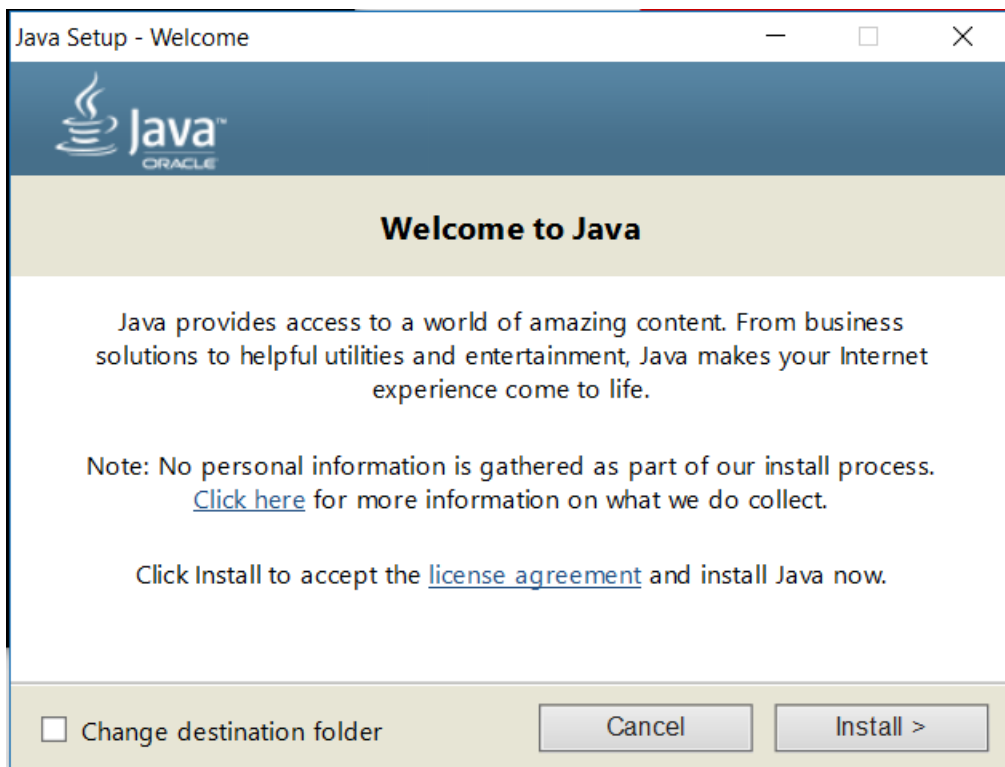 Java Setup - Welcome
Java™
ORACLE
Welcome to Java
Java provides access to a world of amazing content. From business
solutions to helpful utilities and entertainment, Java makes your Internet
experience come to life.
Note: No personal information is gathered as part of our install process.
Click here for more information on what we do collect.
Click Install to accept the license agreement and install Java now.
Change destination folder
Cancel
Install >